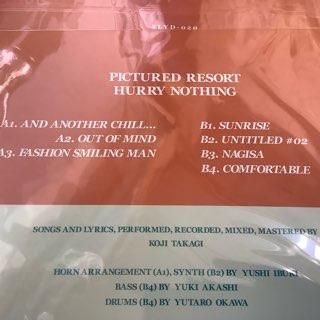 ELYD-020
PICTURED RESORT
HURRY NOTHING
A1. AND ANOTHER CHILL...
A2. OUT OF MIND
A3. FASHION SMILING MAN
B1. SUNRISE
B2. UNTITLED #02
B3. NAGISA
B4. COMFORTABLE
SONGS AND LYRICS, PERFORMED, RECORDED, MIXED, MASTERED BY
KOJI TAKAGI
HORN ARRANGEMENT (A1), SYNTH (B2) BY YUSHI IBUKI
BASS (B4) BY YUKI AKASHI
DRUMS (B4) BY YUTARO OKAWA